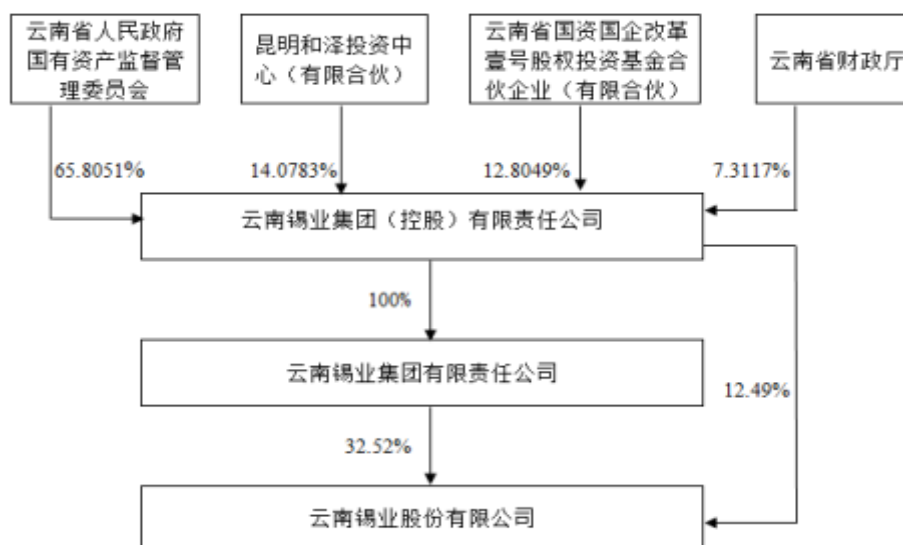 云南省人民政府
国有资产监督管
理委员会
昆明和泽投资中
心（有限合伙）
云南省国资国企改革
壹号股权投资基金合
伙企业（有限合伙）
云南省财政厅
65.8051%
14.0783%
12.8049%
7.3117%
云南锡业集团（控股）有限责任公司
100%
云南锡业集团有限责任公司
12.49%
32.52%
云南锡业股份有限公司